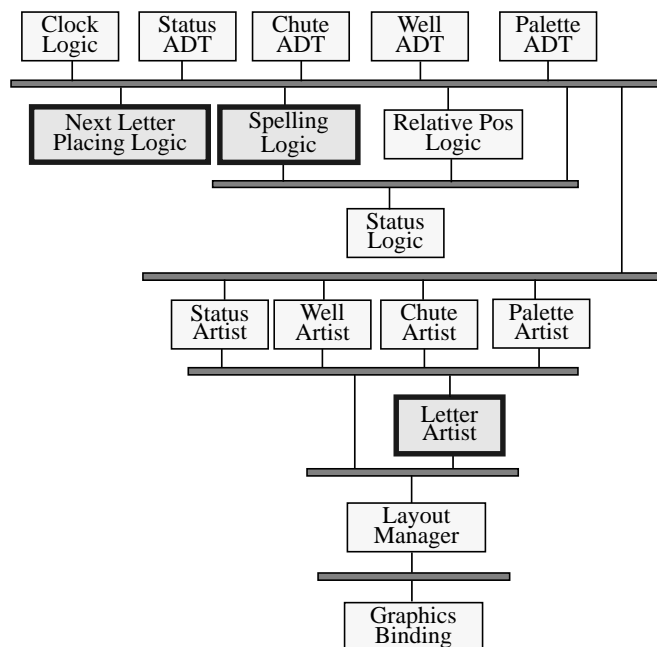 Clock
Logic
Status
ADT
Chute
ADT
Well
ADT
Palette
ADT
Next Letter
Placing Logic
Spelling
Logic
Relative Pos
Logic
Status
Logic
Status
Artist
Well
Artist
Chute
Artist
Palette
Artist
Letter
Artist
Layout
Manager
Graphics
Binding